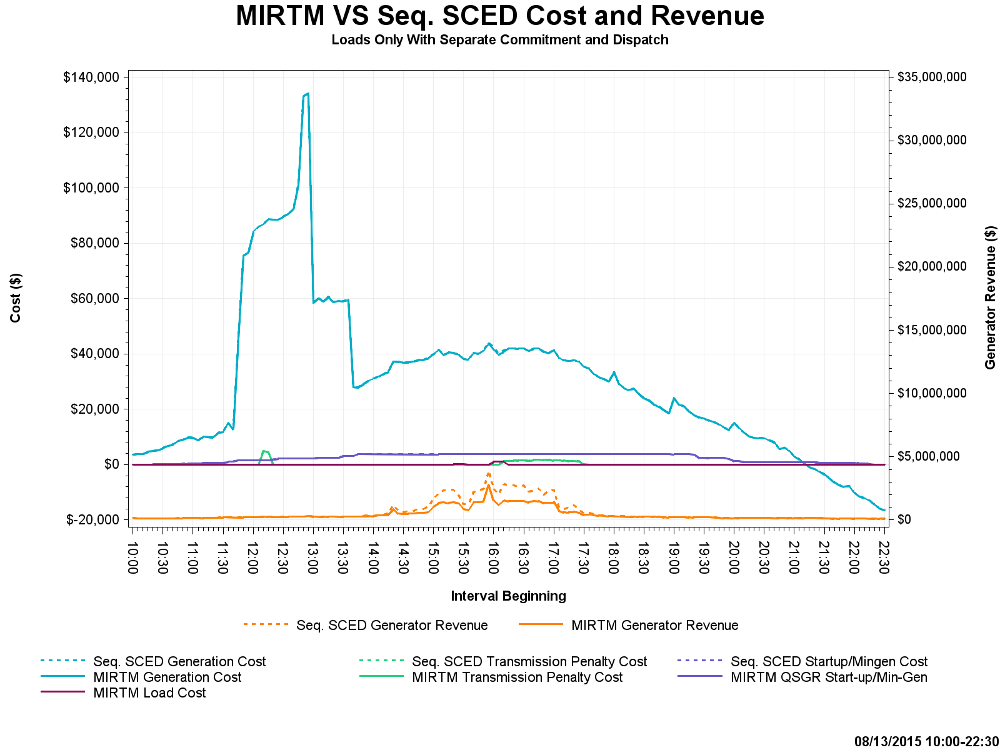 MIRTM VS Seq. SCED Cost and Revenue
Loads Only With Separate Commitment and Dispatch
$140,000
$120,000
$100,000
$80,000
$60,000
$40,000
$20,000
$0
$-20,000
Cost ($)
$35,000,000
$30,000,000
$25,000,000
$20,000,000
$15,000,000
$10,000,000
$5,000,000
$0
Generator Revenue ($)
10:00 10:30 11:00 11:30 12:00 12:30 13:00 13:30 14:00 14:30 15:00 15:30 16:00 16:30 17:00 17:30 18:00 18:30 19:00 19:30 20:00 20:30 21:00 21:30 22:00 22:30
Interval Beginning
Seq. SCED Generator Revenue MIRTM Generator Revenue
Seq. SCED Generation Cost Seq. SCED Transmission Penalty Cost Seq. SCED Startup/Mingen Cost
MIRTM Generation Cost MIRTM Transmission Penalty Cost MIRTM QSGR Start-up/Min-Gen
MIRTM Load Cost
08/13/2015 10:00-22:30